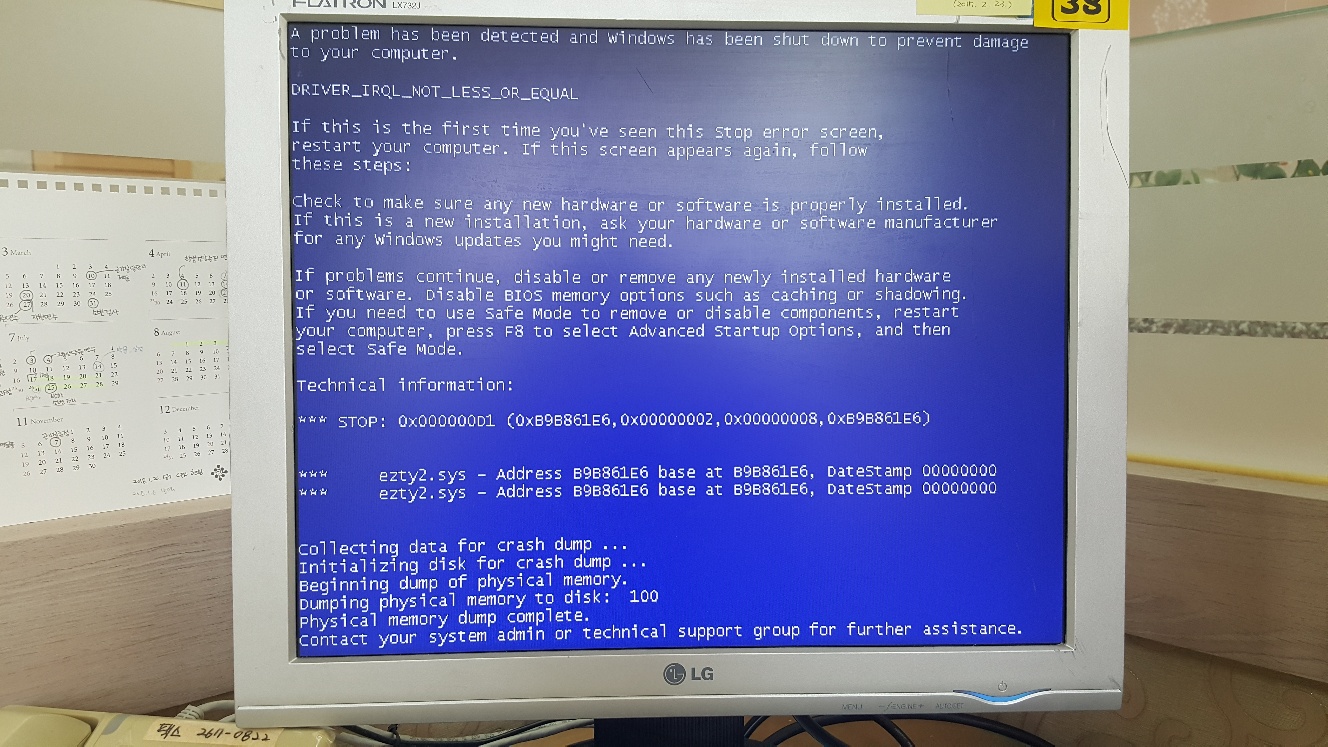 FLATRON LX732J
38
A problem has been detected and Windows has been shut down to prevent damage
to your computer.
DRIVER_IRQL_NOT_LESS_OR_EQUAL
If this is the first time you've seen this Stop error screen,
restart your computer. If this screen appears again, follow
these steps:
Check to make sure any new hardware or software is properly installed.
If this is a new installation, ask your hardware or software manufacturer
for any Windows updates you might need.
If problems continue, disable or remove any newly installed hardware
or software. Disable BIOS memory options such as caching or shadowing.
If you need to use Safe Mode to remove or disable components, restart
your computer, press F8 to select Advanced Startup Options, and then
select Safe Mode.
Technical information:
*** STOP: 0x000000D1 (0xB9B861E6,0x00000002,0x00000008,0xB9B861E6)
*** ezty2.sys - Address B9B861E6 base at B9B861E6, DateStamp 00000000
*** ezty2.sys - Address B9B861E6 base at B9B861E6, DateStamp 00000000
Collecting data for crash dump ...
Initializing disk for crash dump ...
Beginning dump of physical memory.
Dumping physical memory to disk: 100
Physical memory dump complete.
Contact your system admin or technical support group for further assistance.
LG
MENU
3 March
4 April
7 July
8 August
11 November
12 December